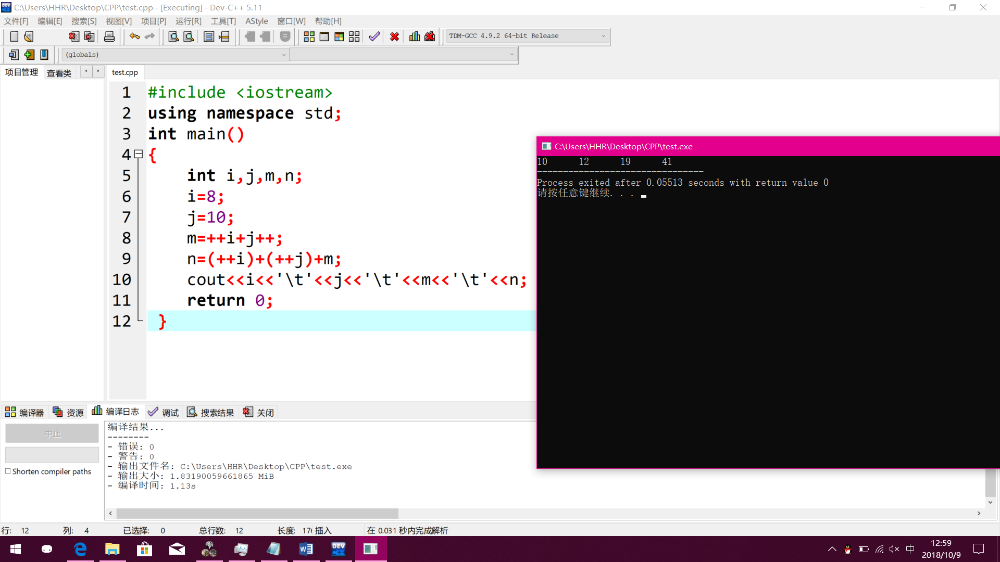 C:\Users\HHR\Desktop\CPP\test.cpp - [Executing] - Dev-C++ 5.11
文件[F] 编辑[E] 搜索[S] 视图[V] 项目[P] 运行[R] 工具[T] AStyle 窗口[W] 帮助[H]
TDM-GCC 4.9.2 64-bit Release
(globals)
项目管理 查看类 test.cpp
1 #include <iostream>
2 using namespace std;
3 int main()
4 {
5 int i,j,m,n;
6 i=8;
7 j=10;
8 m=++i+j++;
9 n=(++i)+(++j)+m;
10 cout<<i<<'\t'<<j<<'\t'<<m<<'\t'<<n;
11 return 0;
12 }
C:\Users\HHR\Desktop\CPP\test.exe
10 12 19 41
--------------------------------
Process exited after 0.05513 seconds with return value 0
请按任意键继续. . .
编译器 资源 编译日志 调试 搜索结果 关闭
中止
Shorten compiler paths
编译结果...
--------
- 错误: 0
- 警告: 0
- 输出文件名: C:\Users\HHR\Desktop\CPP\test.exe
- 输出大小: 1.83190059661865 MiB
- 编译时间: 1.13s
行: 12 列: 4 已选择: 0 总行数: 12 长度: 插入 在 0.031 秒内完成解析
DEV C++
中
12:59
2018/10/9